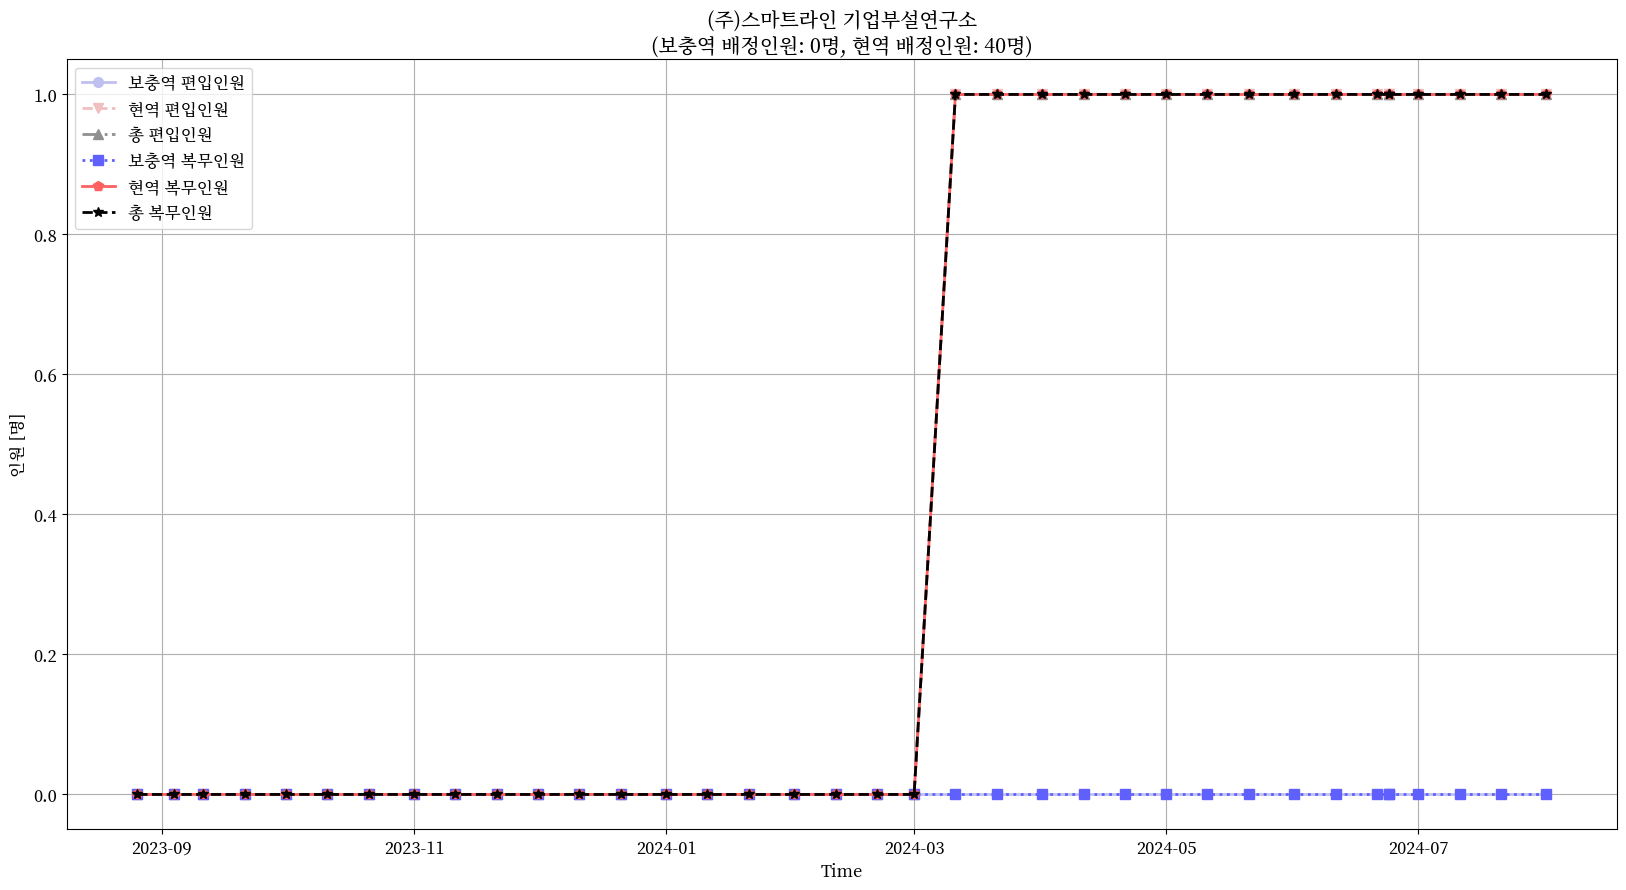 (주)스마트라인 기업부설연구소
(보충역 배정인원: 0명, 현역 배정인원: 40명)
보충역 편입인원
현역 편입인원
총 편입인원
보충역 복무인원
현역 복무인원
총 복무인원
인원 [명]
1.0
0.8
0.6
0.4
0.2
0.0
2023-09
2023-11
2024-01
2024-03
2024-05
2024-07
Time